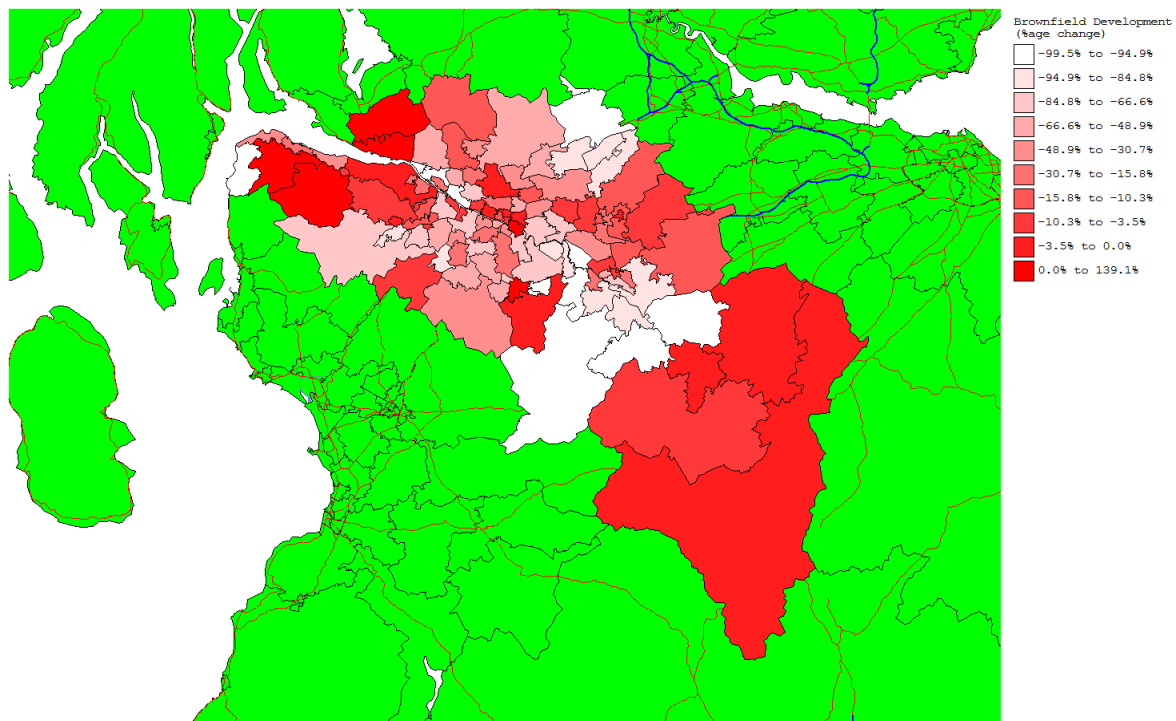 Brownfield Development
(%age change)
-99.5% to -94.9%
-94.9% to -84.8%
-84.8% to -66.6%
-66.6% to -48.9%
-48.9% to -30.7%
-30.7% to -15.8%
-15.8% to -10.3%
-10.3% to -3.5%
-3.5% to 0.0%
0.0% to 139.1%